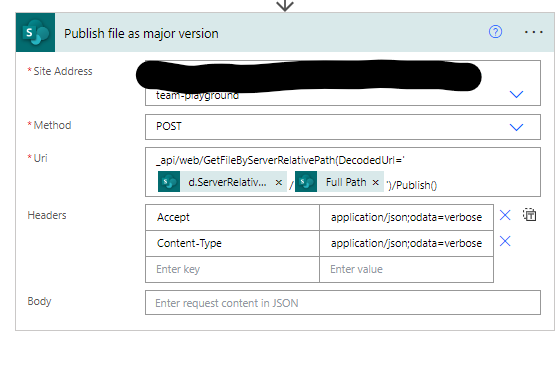 Publish file as major version
* Site Address
team-playground
* Method
POST
* Uri
_api/web/GetFileByServerRelativePath(DecodedUrl='
d.ServerRelativ... × / Full Path × ')/Publish()
Headers
Accept application/json;odata=verbose
Content-Type application/json;odata=verbose
Enter key Enter value
Body
Enter request content in JSON